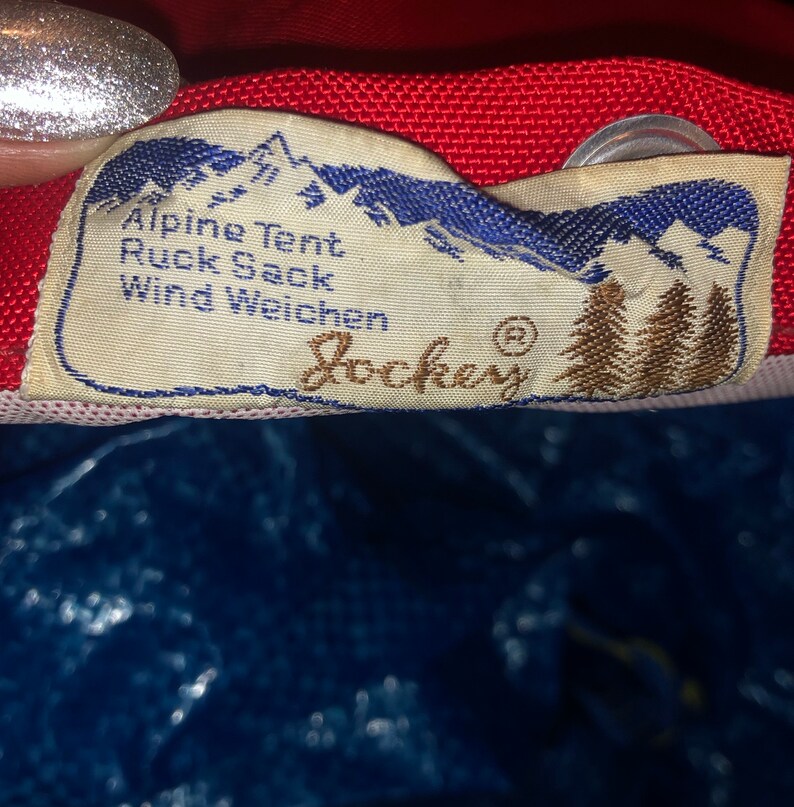 Alpine Tent
Ruck Sack
Wind Weichen
Jockey ®